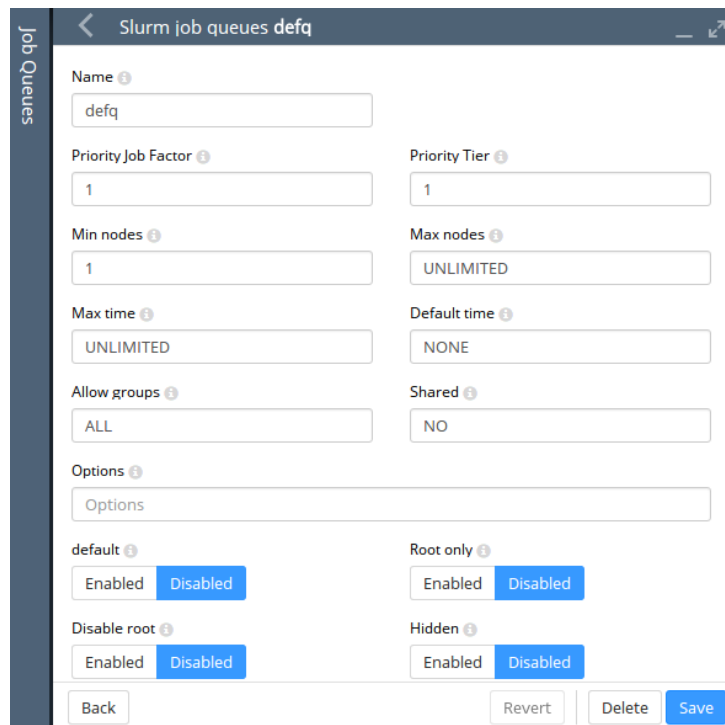 Job Queues
Slurm job queues defq
Name
defq
Priority Job Factor
Priority Tier
1
1
Min nodes
Max nodes
1
UNLIMITED
Max time
Default time
UNLIMITED
NONE
Allow groups
Shared
ALL
NO
Options
Options
default
Root only
Enabled Disabled
Enabled Disabled
Disable root
Hidden
Enabled Disabled
Enabled Disabled
Back
Revert
Delete
Save